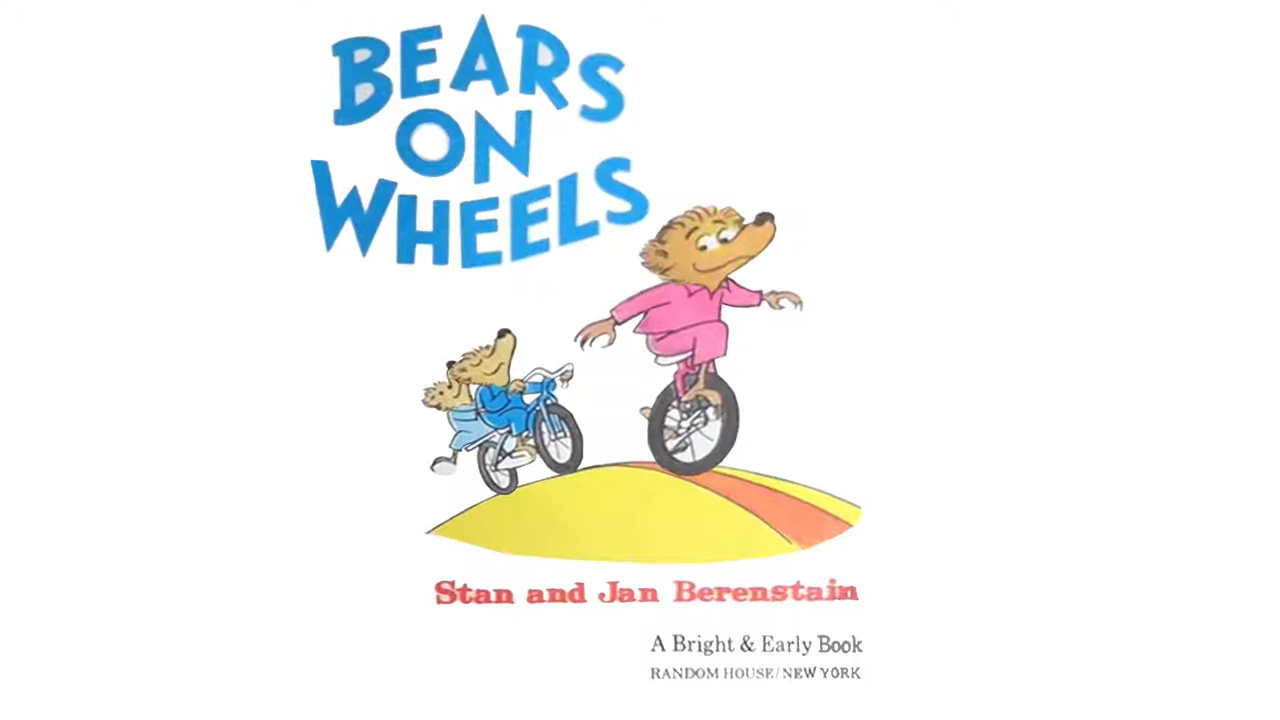 BEARS
ON
WHEELS
Stan and Jan Berenstain
A Bright & Early Book
RANDOM HOUSE/NEW YORK